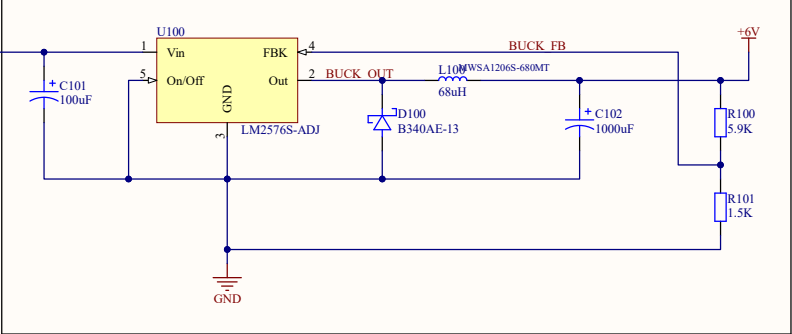 U100
+6V
1
Vin
FBK
4
BUCK_FB
5
On/Off
Out
2
BUCK_OUT
L100
MWSA1206S-680MT
68uH
C101
100uF
GND
3
LM2576S-ADJ
D100
B340AE-13
C102
1000uF
R100
5.9K
R101
1.5K
GND